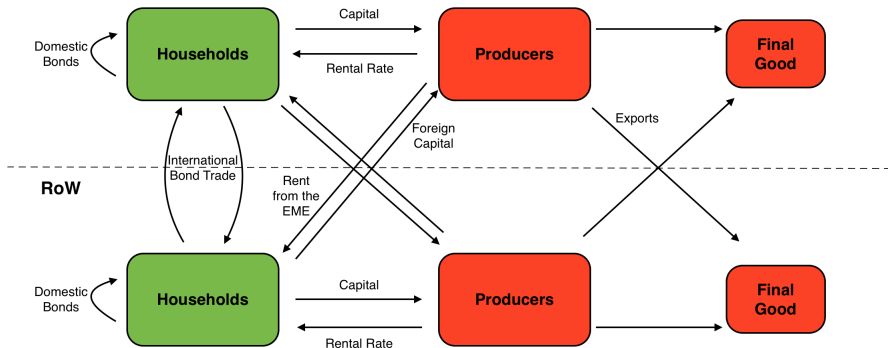 Capital
Domestic
Bonds
Households
Producers
Final
Good
Rental Rate
Foreign
Capital
Exports
International
Bond Trade
RoW
Rent
from the
EME
Domestic
Bonds
Households
Capital
Producers
Final
Good
Rental Rate